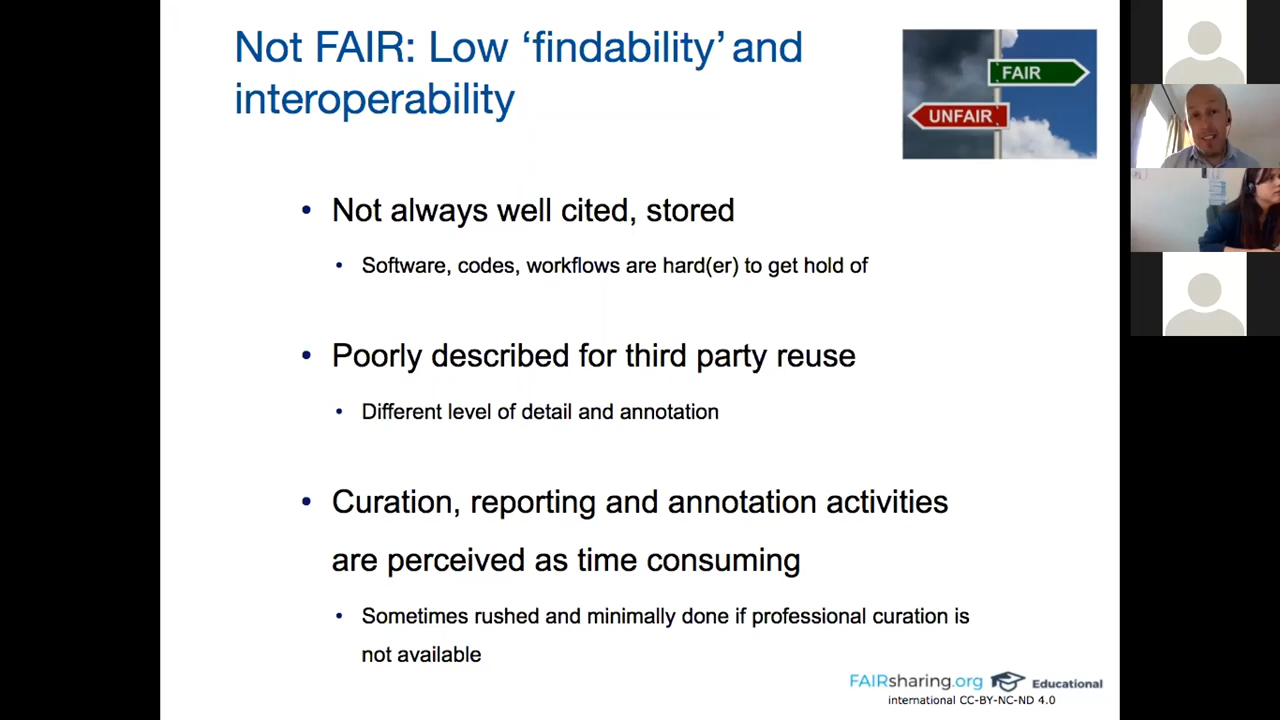 Not FAIR: Low ‘findability’ and
interoperability
FAIR
UNFAIR
• Not always well cited, stored
• Software, codes, workflows are hard(er) to get hold of
• Poorly described for third party reuse
• Different level of detail and annotation
• Curation, reporting and annotation activities
are perceived as time consuming
• Sometimes rushed and minimally done if professional curation is
not available
FAIRsharing.org Educational
international CC-BY-NC-ND 4.0